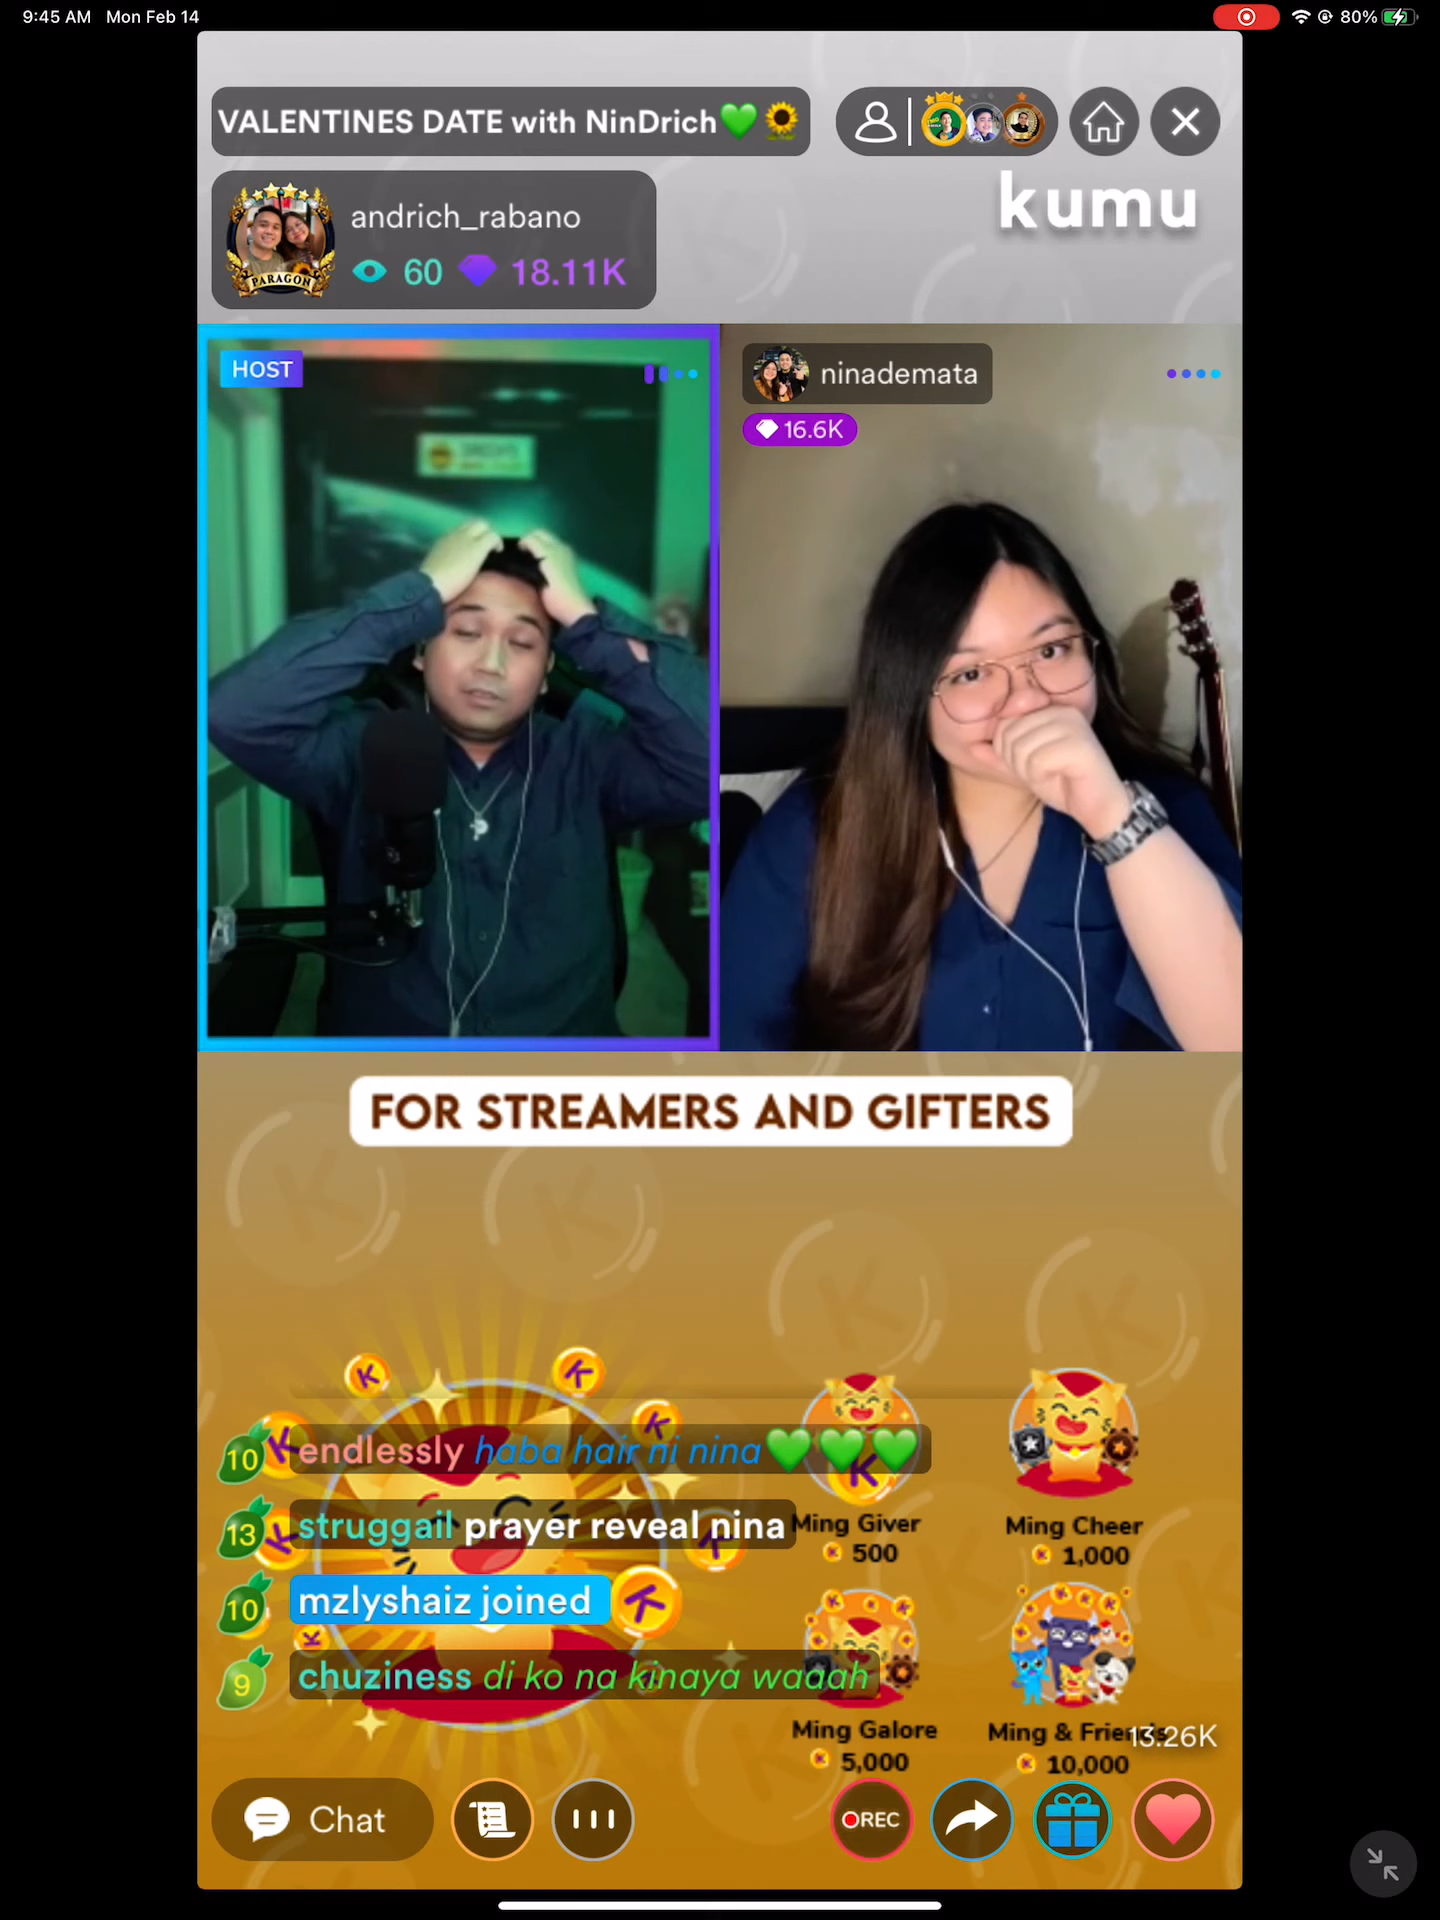 9:45 AM Mon Feb 14
80%
VALENTINES DATE with NinDrich💚🌻
andrich_rabano
60 18.11K
PARAGON
kumu
HOST
ninademata
16.6K
FOR STREAMERS AND GIFTERS
10 endlessly haba hair ni nina💚💚💚
13 struggail prayer reveal nina
10 mzlyshaiz joined
9 chuziness di ko na kinaya waaah
Ming Giver
500
Ming Cheer
1,000
Ming Galore
5,000
Ming & Friends
10,000
13.26K
Chat
REC